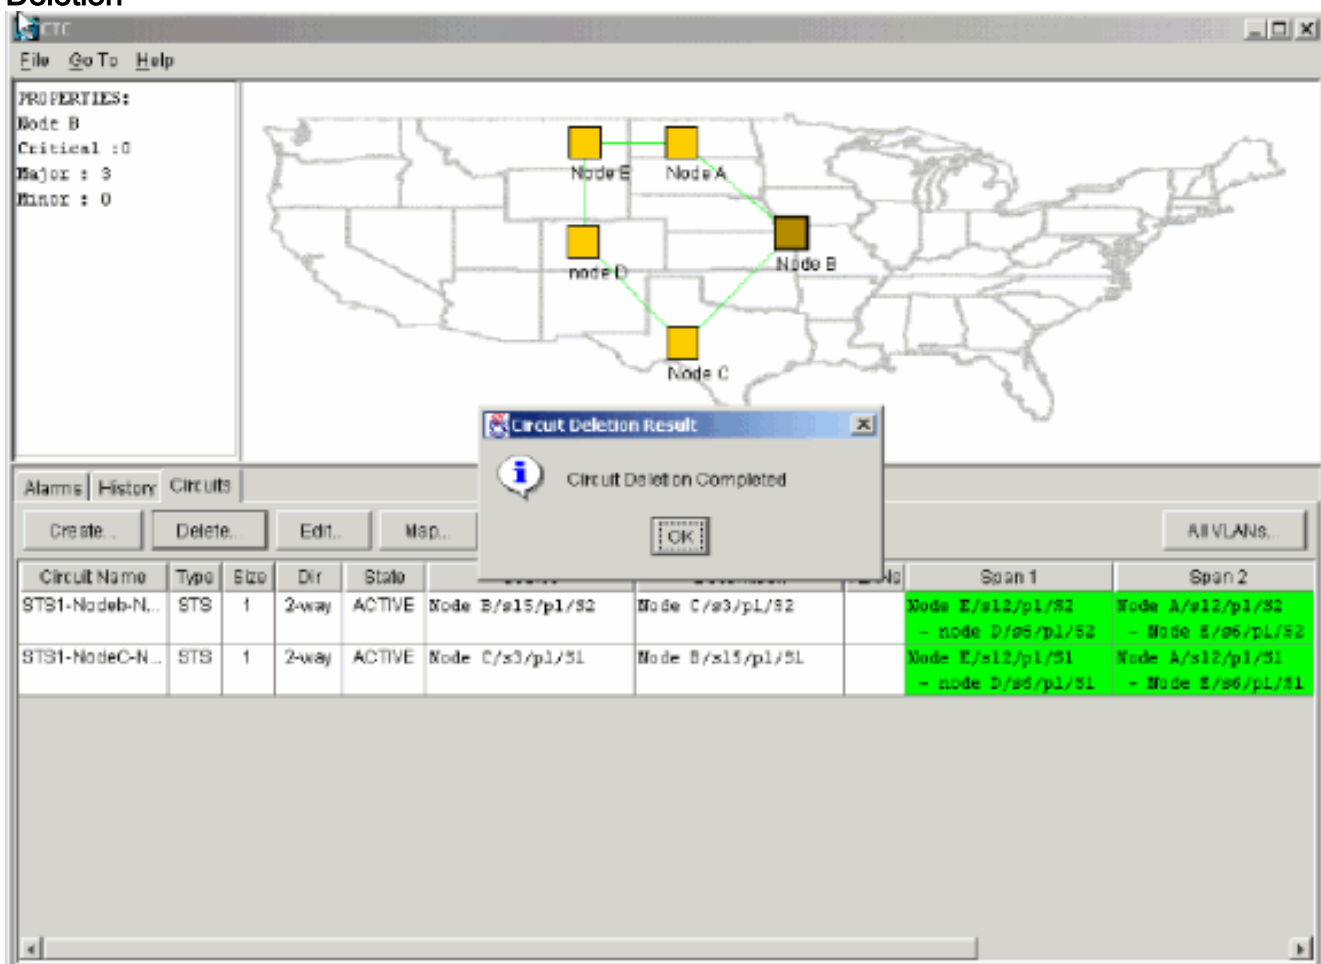 Deletion
CTC
File Go To Help
PROPERTIES:
Node B
Critical :0
Major : 3
Minor : 0
Node E
Node A
node D
Node B
Node C
Circuit Deletion Result
Circuit Deletion Completed
OK
Alarms History Circuits
Create... Delete... Edit... Map... All VLANs...
Circuit Name Type Size Dir State Span 1 Span 2
STS1-Nodeb-N... STS 1 2-way ACTIVE Node B/s15/p1/S2 Node C/s3/p1/S2 Node E/s12/p1/S2 Node A/s12/p1/S2
- node D/s6/p1/S2 - Node E/s6/p1/S2
STS1-NodeC-N... STS 1 2-way ACTIVE Node C/s3/p1/S1 Node B/s15/p1/S1 Node E/s12/p1/S1 Node A/s12/p1/S1
- node D/s6/p1/S1 - Node E/s6/p1/S1